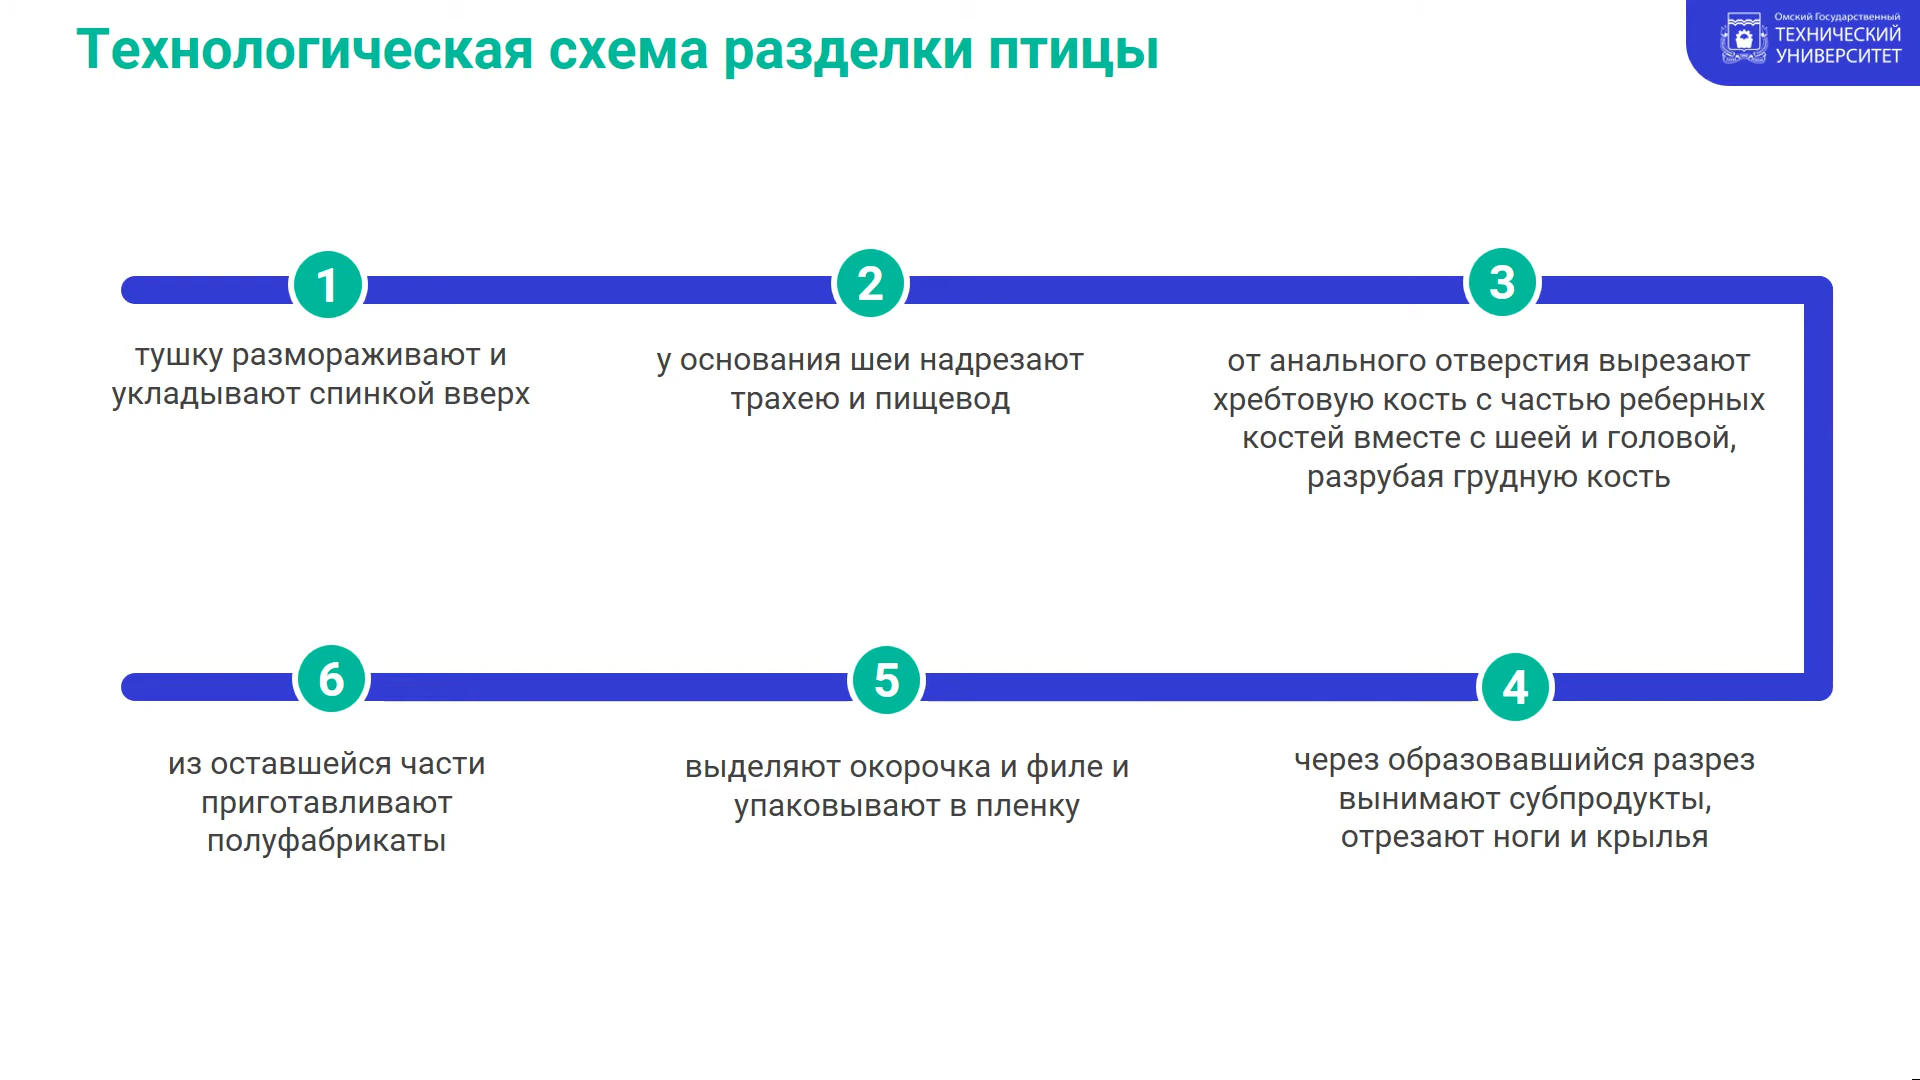 Технологическая схема разделки птицы
Омский Государственный
ТЕХНИЧЕСКИЙ
УНИВЕРСИТЕТ
1
тушку размораживают и
укладывают спинкой вверх
2
у основания шеи надрезают
трахею и пищевод
3
от анального отверстия вырезают
хребтовую кость с частью реберных
костей вместе с шеей и головой,
разрубая грудную кость
4
через образовавшийся разрез
вынимают субпродукты,
отрезают ноги и крылья
5
выделяют окорочка и филе и
упаковывают в пленку
6
из оставшейся части
приготавливают
полуфабрикаты